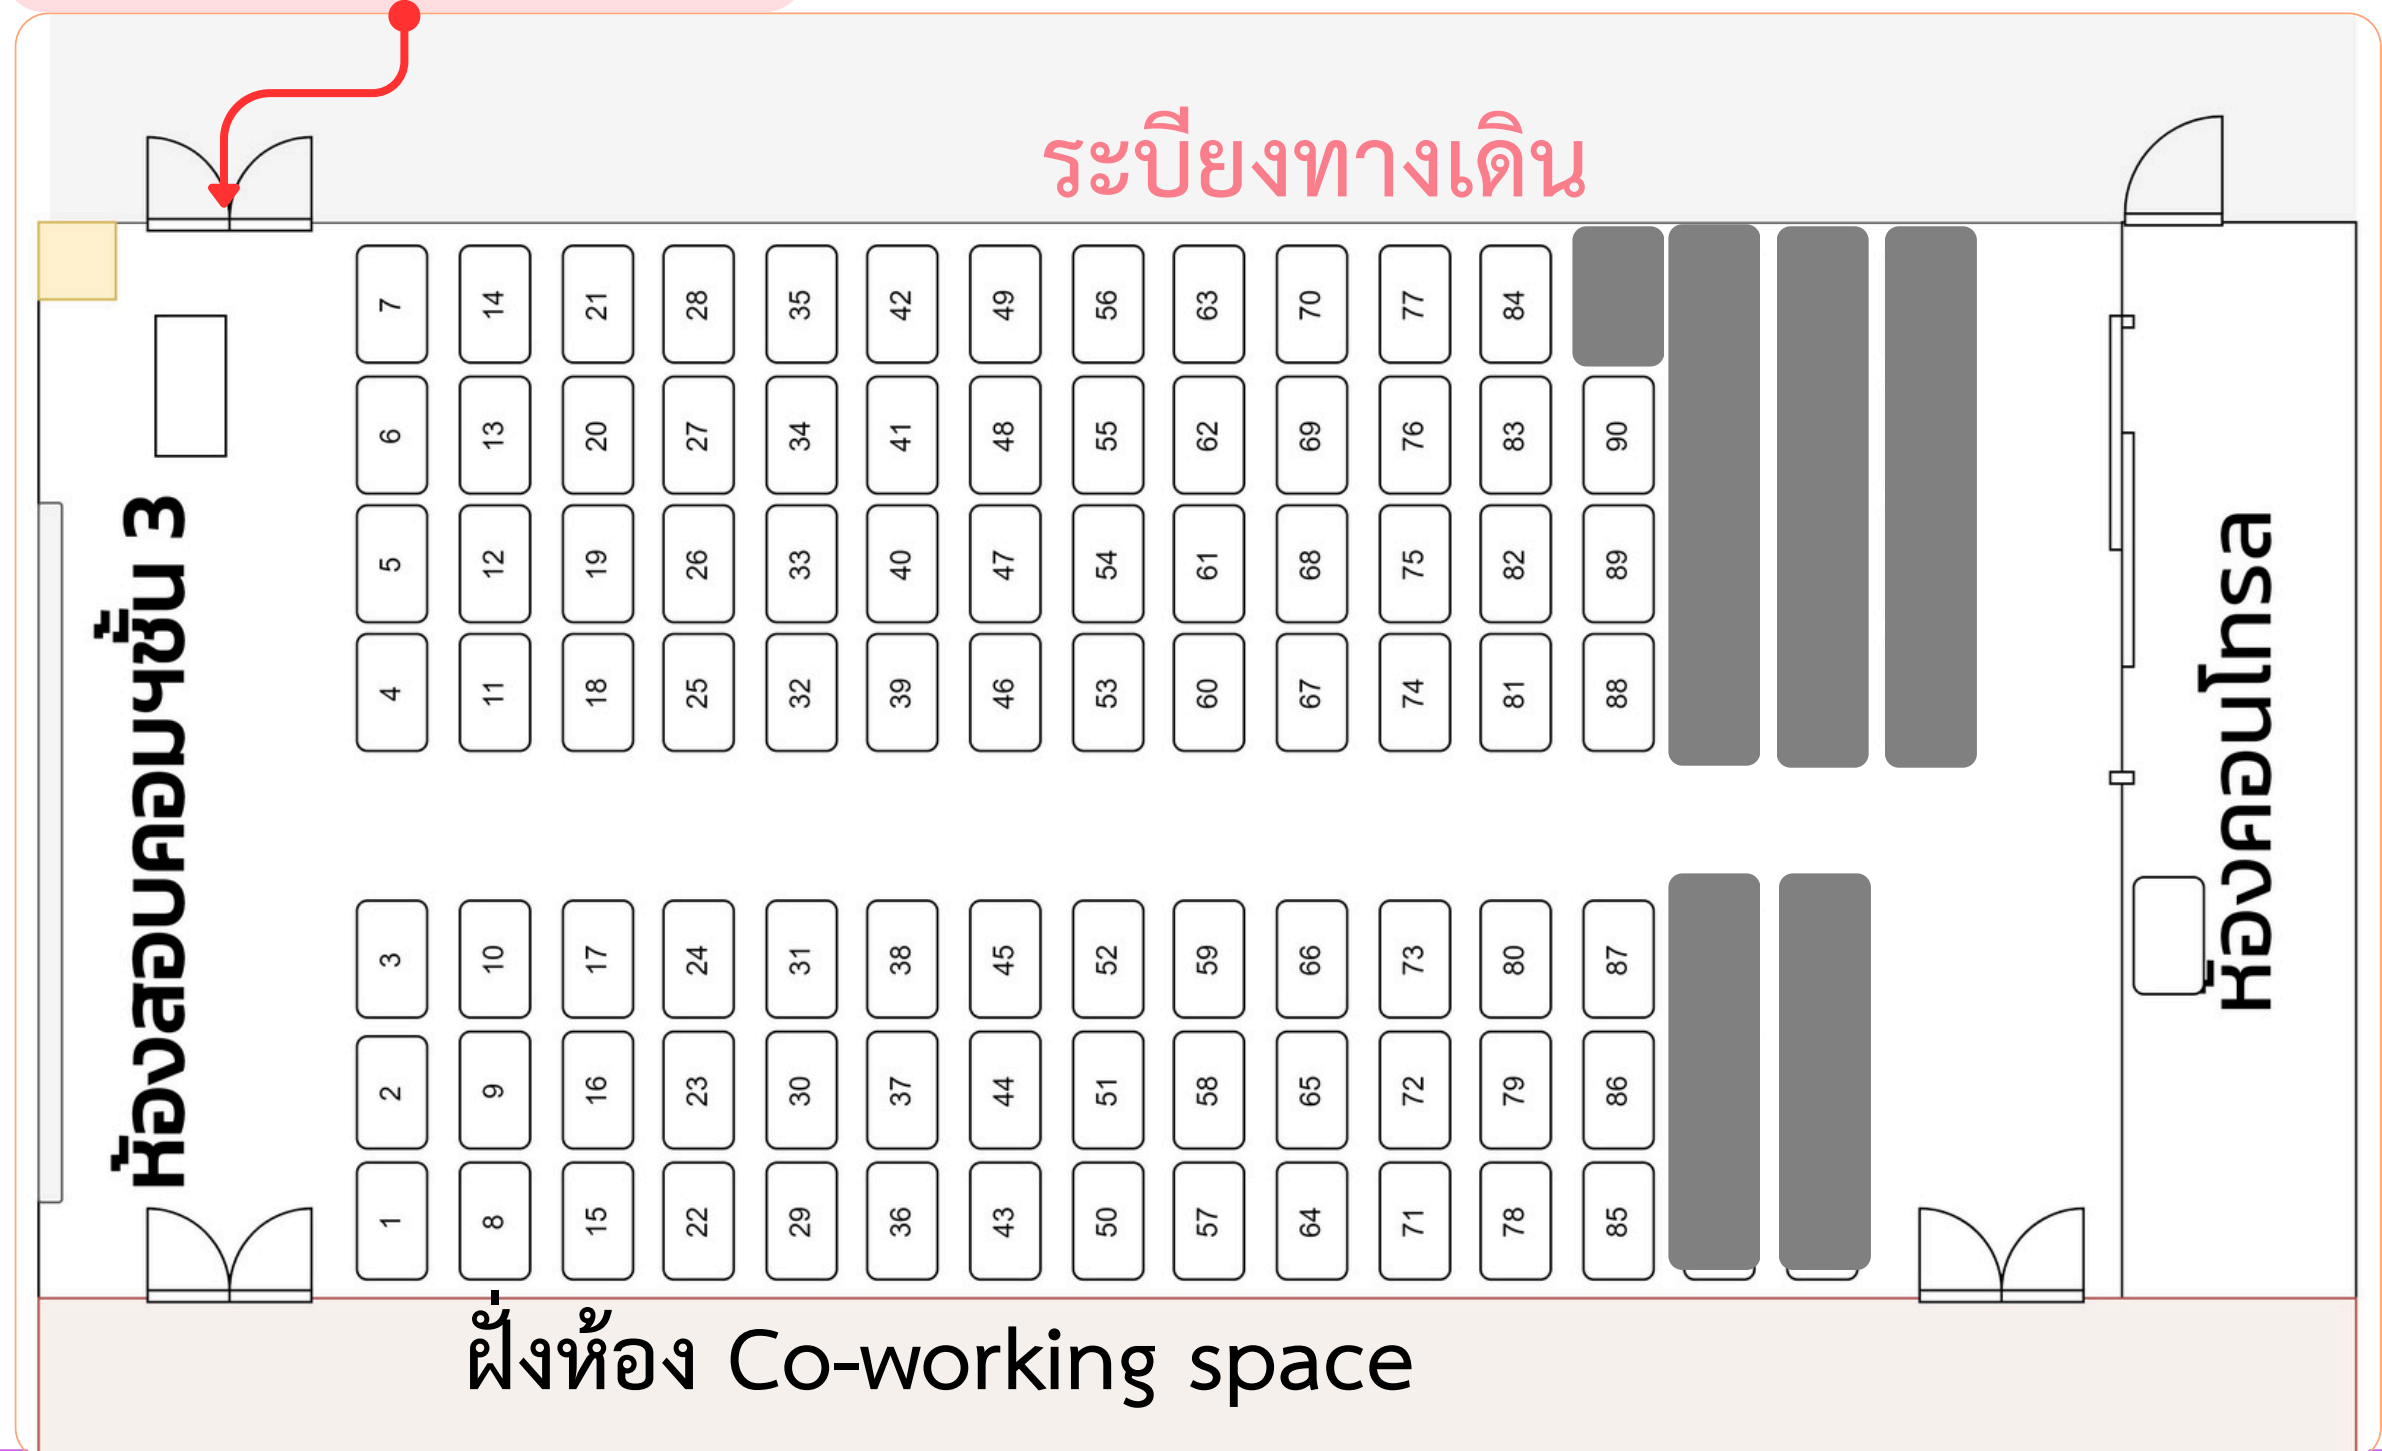 ระบียงทางเดิน
7 14 21 28 35 42 49 56 63 70 77 84
6 13 20 27 34 41 48 55 62 69 76 83 90
5 12 19 26 33 40 47 54 61 68 75 82 89
4 11 18 25 32 39 46 53 60 67 74 81 88
3 10 17 24 31 38 45 52 59 66 73 80 87
2 9 16 23 30 37 44 51 58 65 72 79 86
1 8 15 22 29 36 43 50 57 64 71 78 85
ห้องสอบคอมฯชั้น 3
ห้องคอนโทรล
ฝั่งห้อง Co-working space